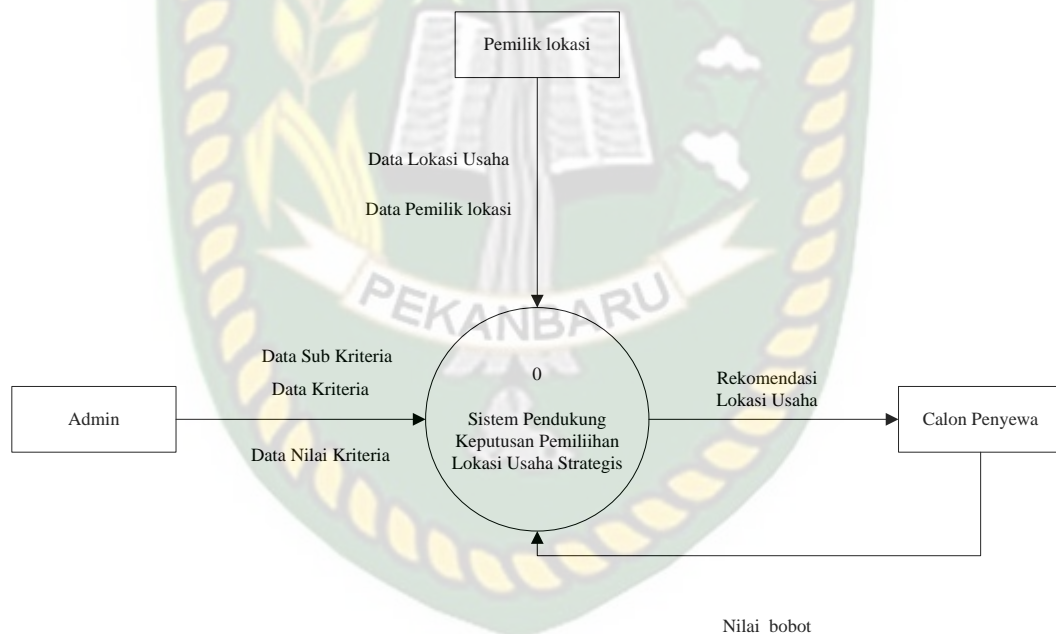 Pemilik lokasi
Data Lokasi Usaha
Data Pemilik lokasi
PEKANBARU
Data Sub Kriteria
Data Kriteria
Data Nilai Kriteria
Admin
0
Sistem Pendukung
Keputusan Pemiliihan
Lokasi Usaha Strategis
Rekomendasi
Lokasi Usaha
Calon Penyewa
Nilai bobot